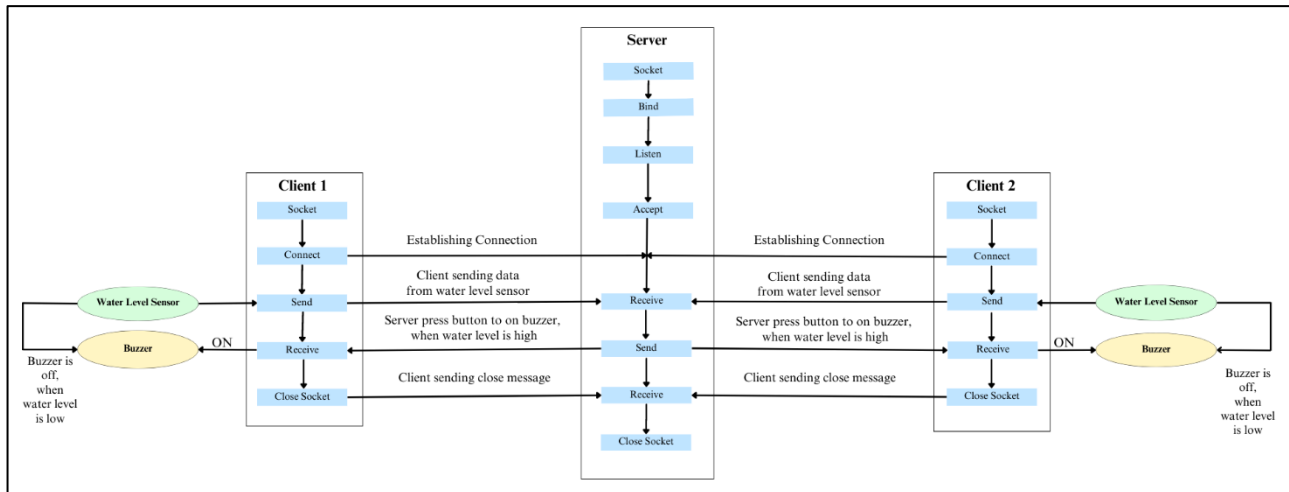 Server
Socket
Bind
Listen
Accept
Receive
Send
Receive
Close Socket
Client 1
Socket
Connect
Send
Receive
Close Socket
Client 2
Socket
Connect
Send
Receive
Close Socket
Establishing Connection
Client sending data
from water level sensor
Server press button to on buzzer,
when water level is high
Client sending close message
Establishing Connection
Client sending data
from water level sensor
Server press button to on buzzer,
when water level is high
Client sending close message
Water Level Sensor
Buzzer
ON
Buzzer is
off,
when
water level
is low
Water Level Sensor
ON
Buzzer
Buzzer is
off,
when
water level
is low